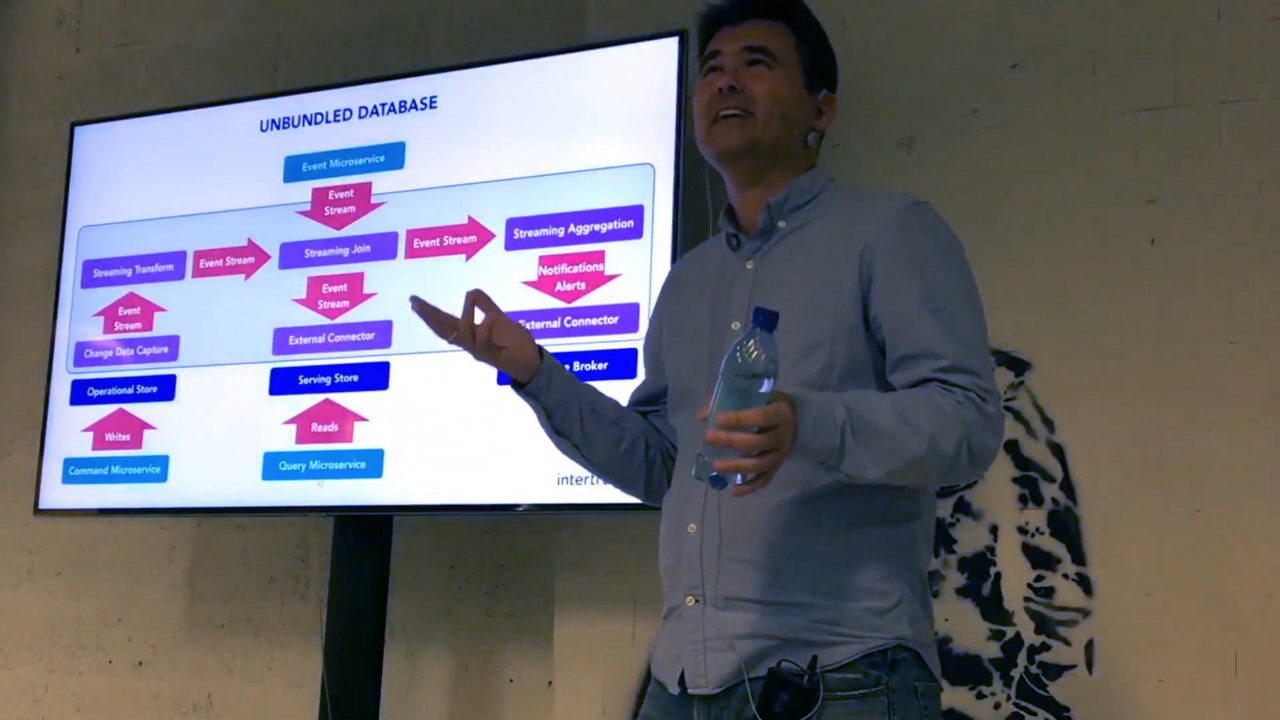 UNBUNDLED DATABASE
Event Microservice
Event
Stream
Streaming Transform
Event Stream
Streaming Join
Event Stream
Streaming Aggregation
Event
Stream
Event
Stream
Notifications
Alerts
Change Data Capture
External Connector
External Connector
Operational Store
Serving Store
Broker
Writes
Reads
Command Microservice
Query Microservice